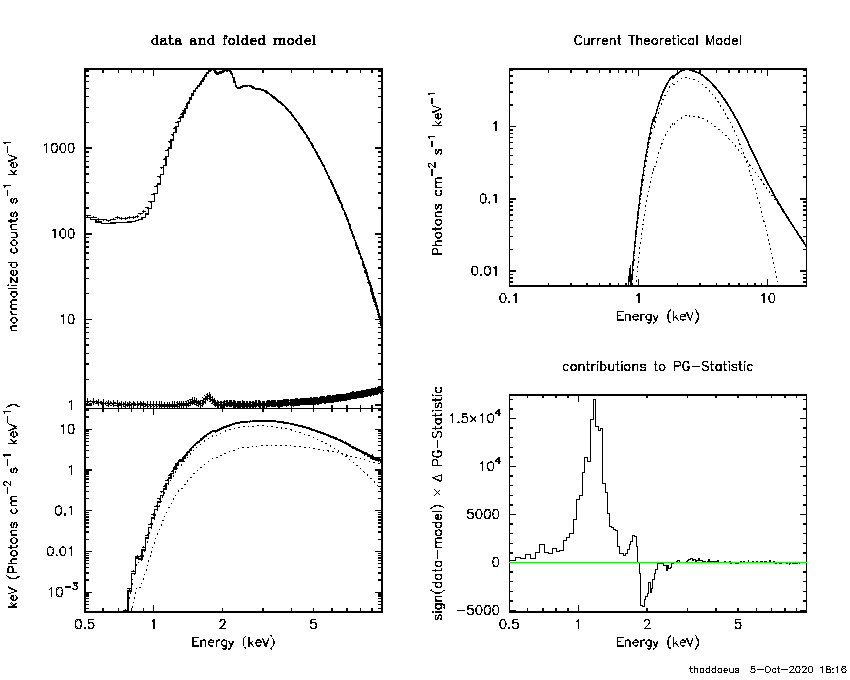 data and folded model
normalized counts s⁻¹ keV⁻¹
1000
100
10
1
keV (Photons cm⁻² s⁻¹ keV⁻¹)
10
1
0.1
0.01
10⁻³
0.5
1
2
5
Energy (keV)
Current Theoretical Model
Photons cm⁻² s⁻¹ keV⁻¹
1
0.1
0.01
0.1
1
10
Energy (keV)
contributions to PG-Statistic
sign(data-model) × Δ PG-Statistic
1.5×10⁴
10⁴
5000
0
-5000
0.5
1
2
5
Energy (keV)
thaddaeus 5-Oct-2020 18:16